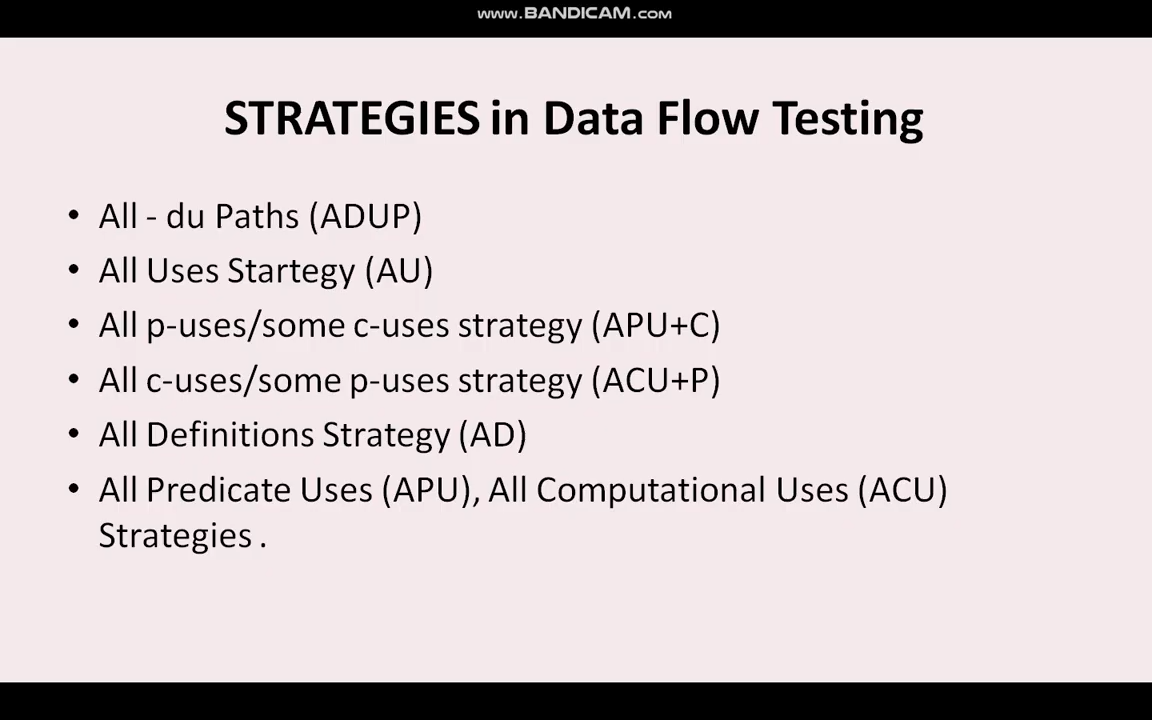 www.BANDICAM.com
STRATEGIES in Data Flow Testing
• All - du Paths (ADUP)
• All Uses Startegy (AU)
• All p-uses/some c-uses strategy (APU+C)
• All c-uses/some p-uses strategy (ACU+P)
• All Definitions Strategy (AD)
• All Predicate Uses (APU), All Computational Uses (ACU)
Strategies .